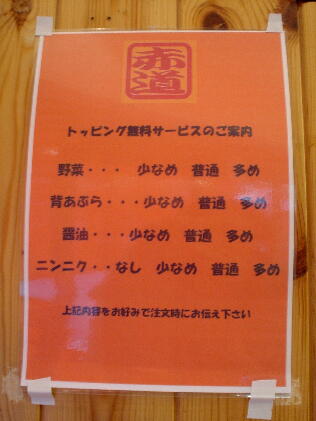 赤道
トッピング無料サービスのご案内
野菜・・・ 少なめ 普通 多め
背あぶら・・・少なめ 普通 多め
醤油・・・少なめ 普通 多め
ニンニク・・なし 少なめ 普通 多め
上記内容をお好みで注文時にお伝え下さい